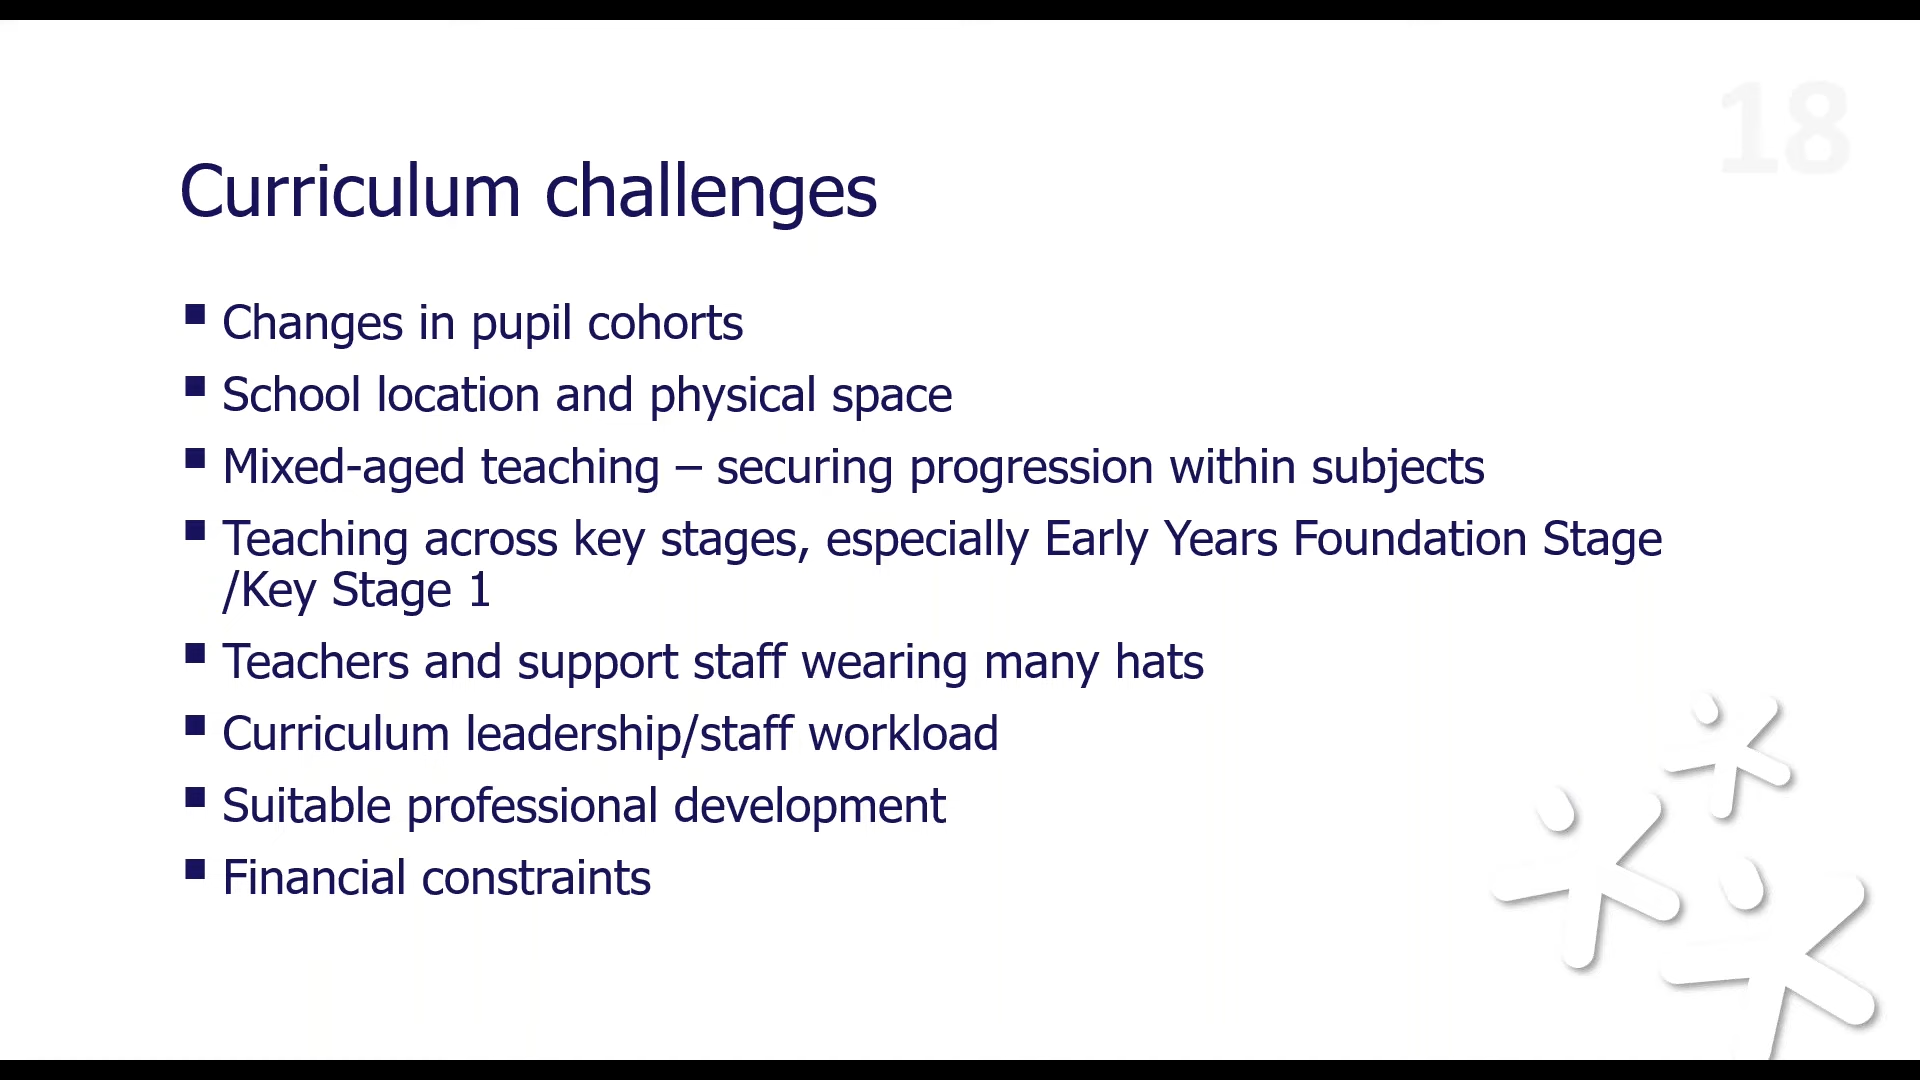 18
Curriculum challenges
▪ Changes in pupil cohorts
▪ School location and physical space
▪ Mixed-aged teaching – securing progression within subjects
▪ Teaching across key stages, especially Early Years Foundation Stage
/Key Stage 1
▪ Teachers and support staff wearing many hats
▪ Curriculum leadership/staff workload
▪ Suitable professional development
▪ Financial constraints